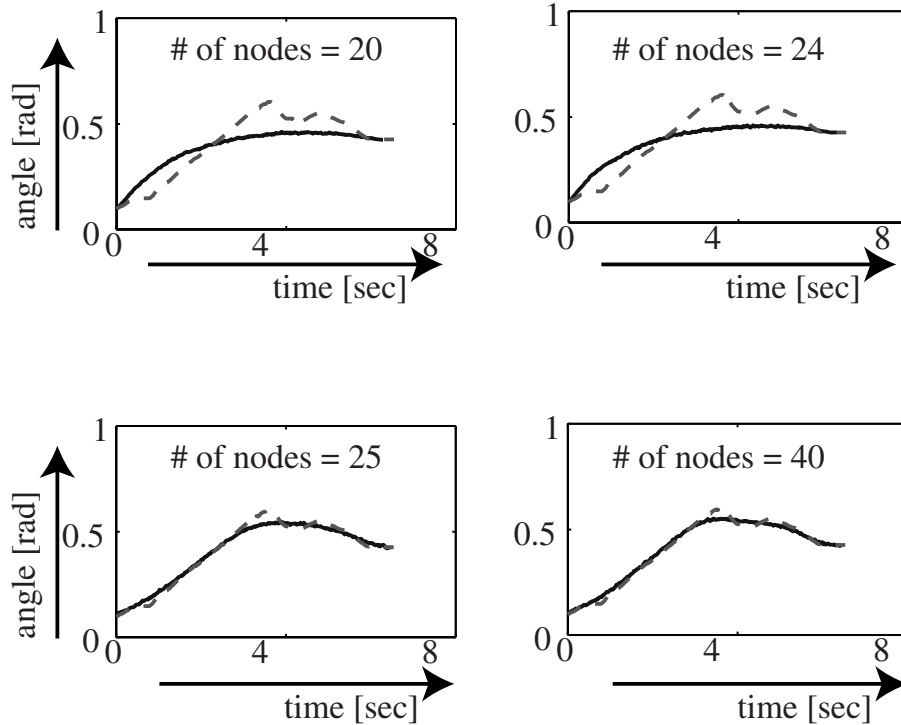 1
# of nodes = 20
angle [rad]
0.5
0
0 4 8
time [sec]
1
# of nodes = 24
0.5
0
0 4 8
time [sec]
1
# of nodes = 25
angle [rad]
0.5
0
0 4 8
time [sec]
1
# of nodes = 40
0.5
0
0 4 8
time [sec]